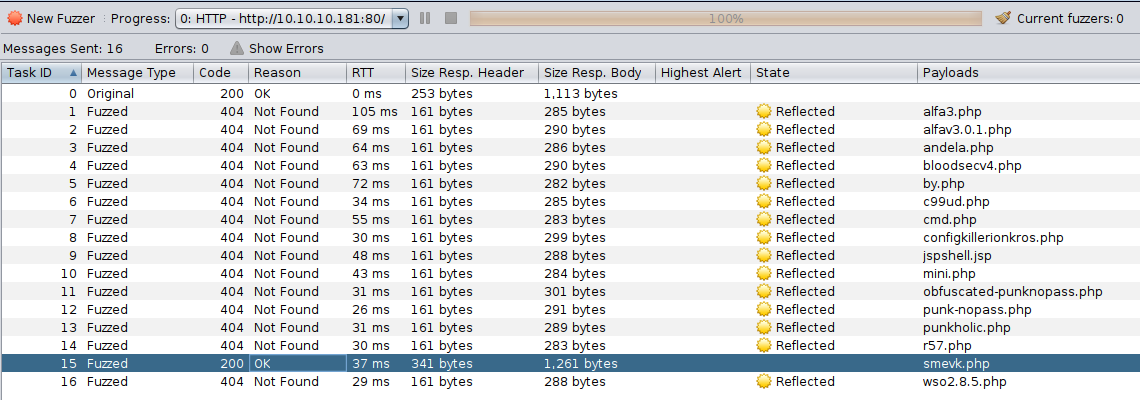 New Fuzzer Progress: 0: HTTP - http://10.10.10.181:80/ 100% Current fuzzers: 0
Messages Sent: 16 Errors: 0 Show Errors
Task ID Message Type Code Reason RTT Size Resp. Header Size Resp. Body Highest Alert State Payloads
0 Original 200 OK 0 ms 253 bytes 1,113 bytes
1 Fuzzed 404 Not Found 105 ms 161 bytes 285 bytes Reflected alfa3.php
2 Fuzzed 404 Not Found 69 ms 161 bytes 290 bytes Reflected alfav3.0.1.php
3 Fuzzed 404 Not Found 64 ms 161 bytes 286 bytes Reflected andela.php
4 Fuzzed 404 Not Found 63 ms 161 bytes 290 bytes Reflected bloodsecv4.php
5 Fuzzed 404 Not Found 72 ms 161 bytes 282 bytes Reflected by.php
6 Fuzzed 404 Not Found 34 ms 161 bytes 285 bytes Reflected c99ud.php
7 Fuzzed 404 Not Found 55 ms 161 bytes 283 bytes Reflected cmd.php
8 Fuzzed 404 Not Found 30 ms 161 bytes 299 bytes Reflected configkillerionkros.php
9 Fuzzed 404 Not Found 48 ms 161 bytes 288 bytes Reflected jspshell.jsp
10 Fuzzed 404 Not Found 43 ms 161 bytes 284 bytes Reflected mini.php
11 Fuzzed 404 Not Found 31 ms 161 bytes 301 bytes Reflected obfuscated-punknopass.php
12 Fuzzed 404 Not Found 26 ms 161 bytes 291 bytes Reflected punk-nopass.php
13 Fuzzed 404 Not Found 31 ms 161 bytes 289 bytes Reflected punkholic.php
14 Fuzzed 404 Not Found 30 ms 161 bytes 283 bytes Reflected r57.php
15 Fuzzed 200 OK 37 ms 341 bytes 1,261 bytes smevk.php
16 Fuzzed 404 Not Found 29 ms 161 bytes 288 bytes Reflected wso2.8.5.php